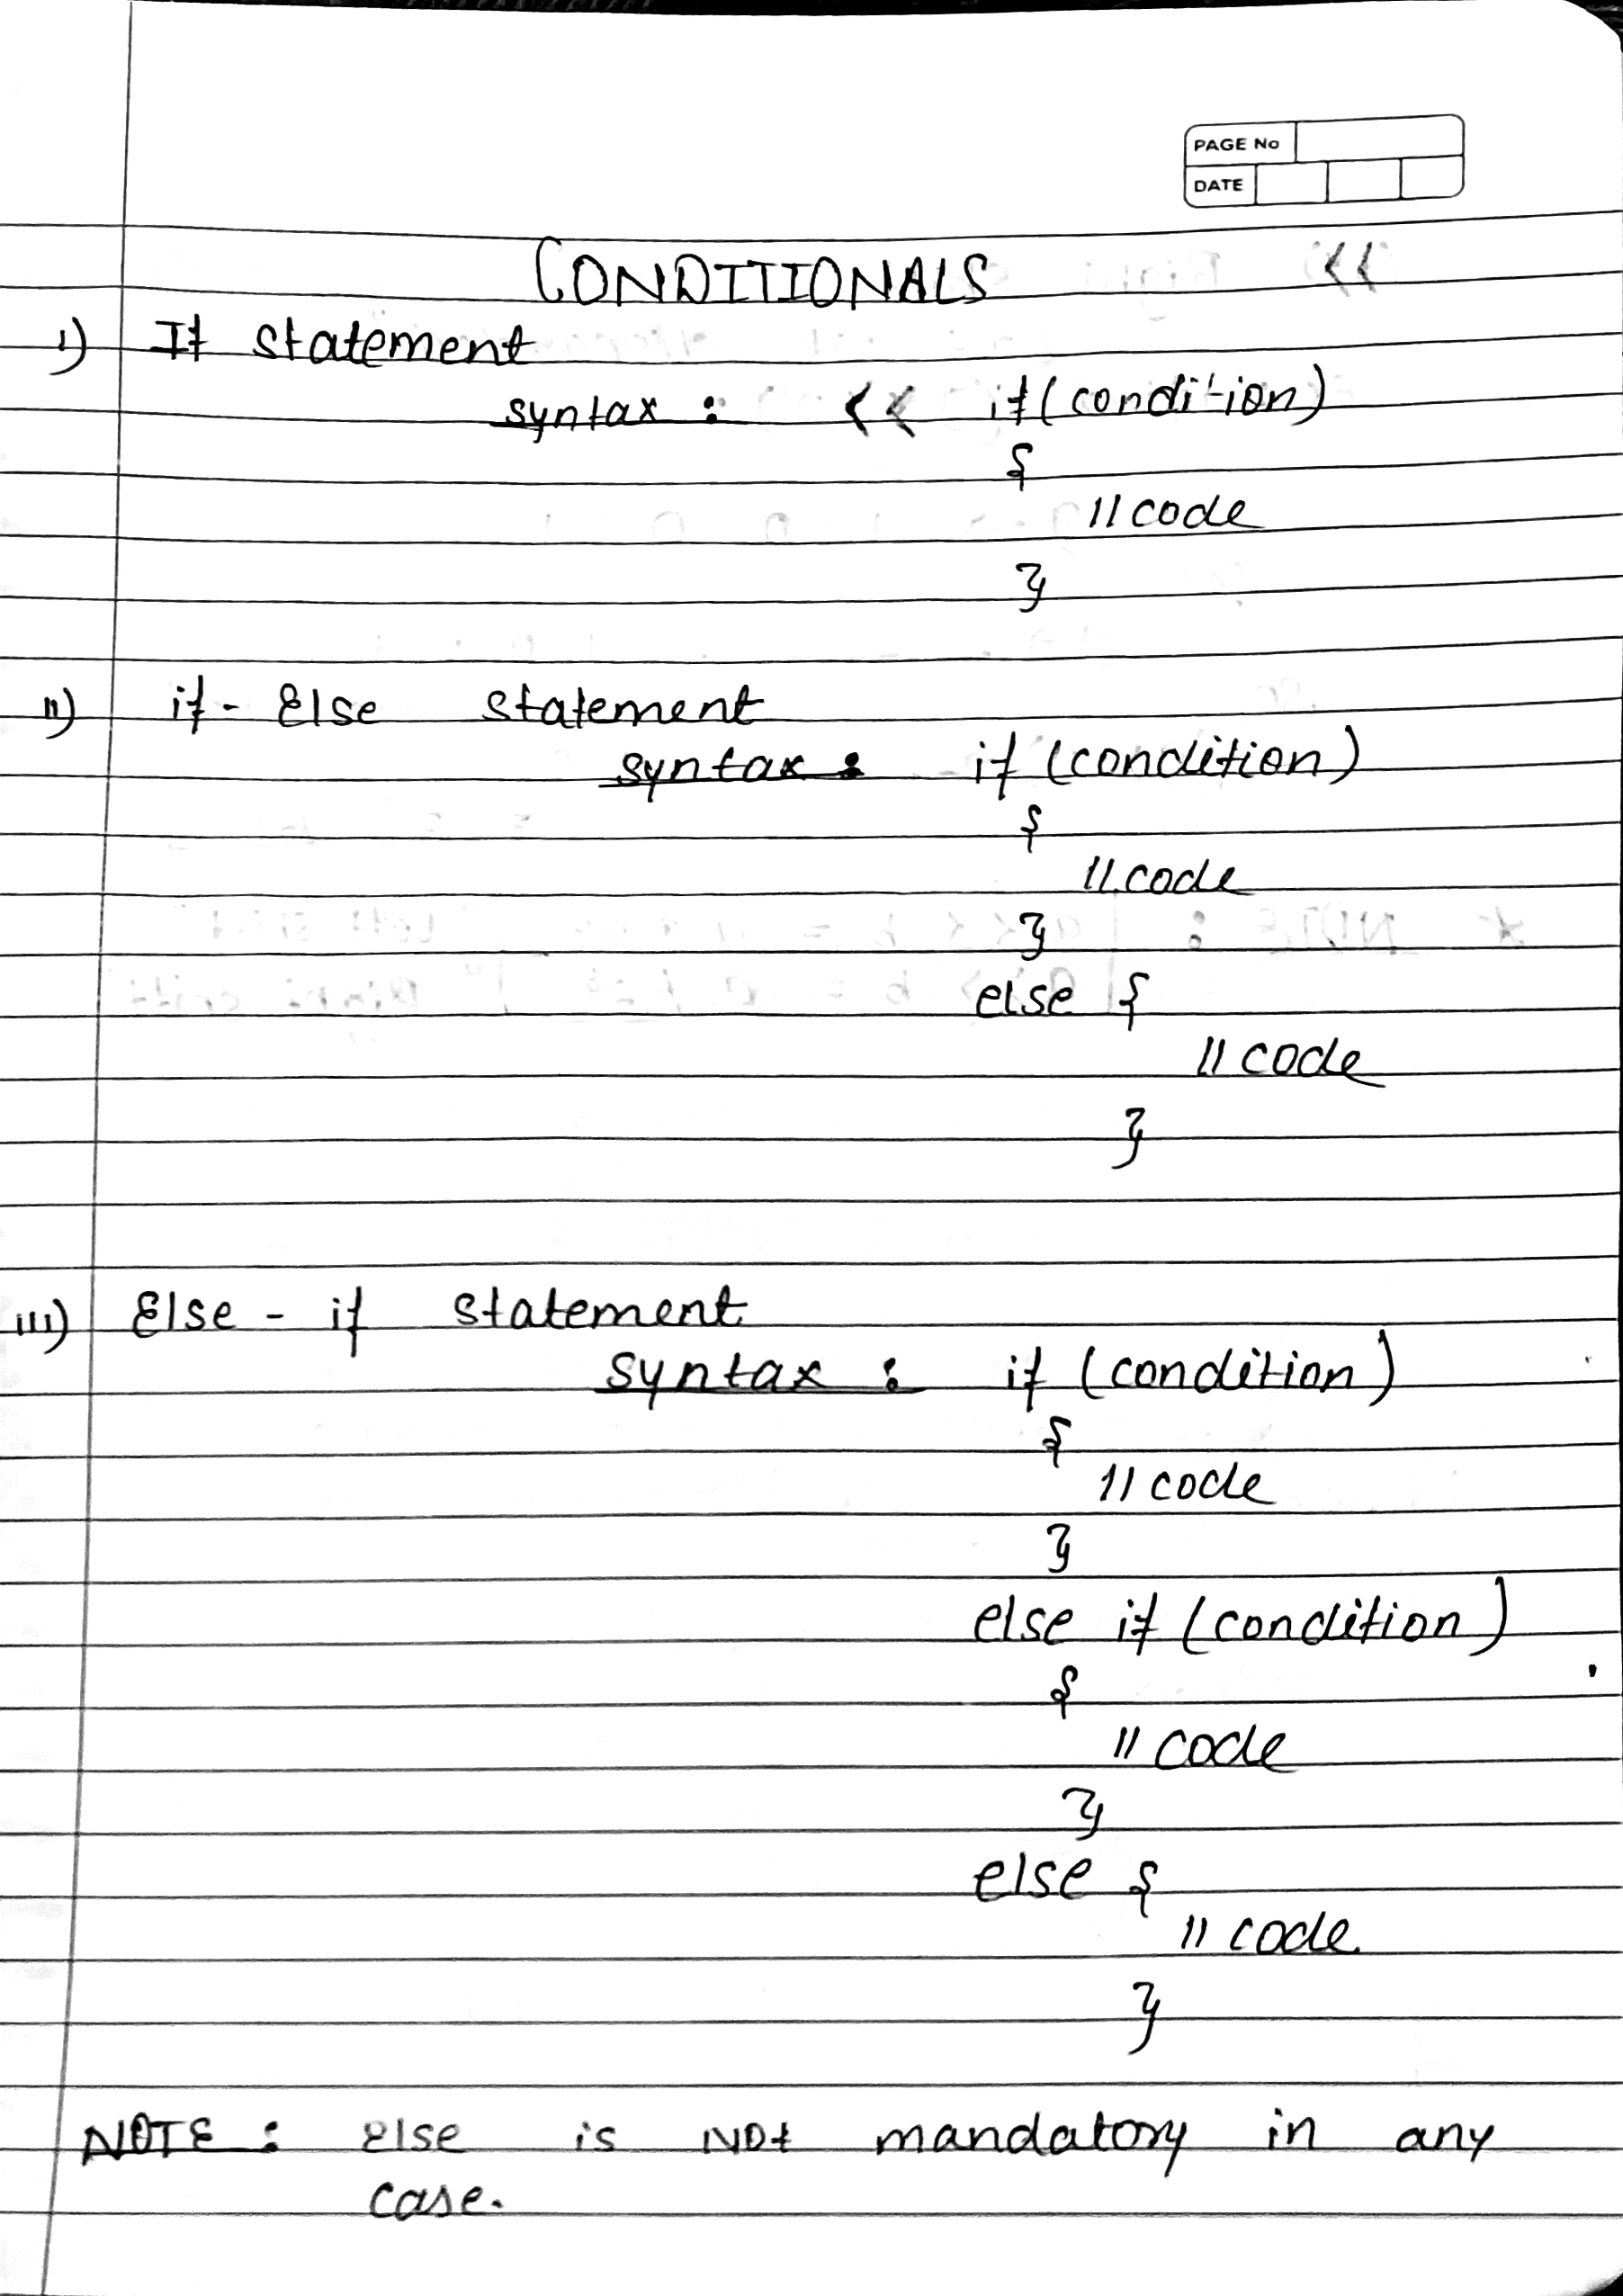 PAGE No
DATE
CONDITIONALS
i) If statement
syntax : << if(condition)
{
//code
}
ii) if - Else statement
syntax : if (condition)
{
//code
}
else {
//code
}
iii) Else - if statement
syntax : if (condition)
{
//code
}
else if (condition)
{
//code
}
else {
//code
}
NOTE : else is Not mandatory in any
case.